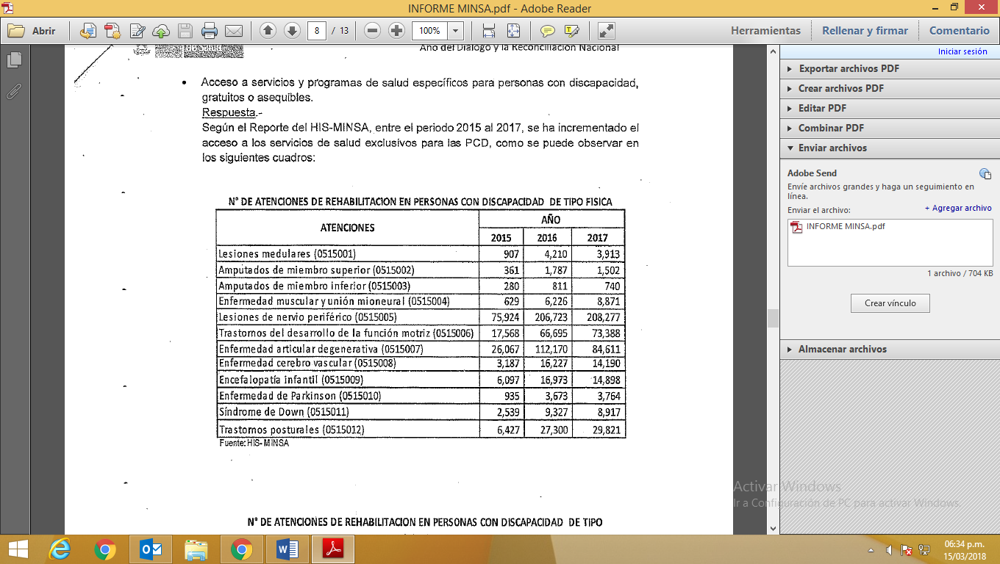 INFORME MINSA.pdf - Adobe Reader
Abrir
8 / 13
100%
Herramientas
Rellenar y firmar
Comentario
de Salud
Año del Diálogo y la Reconciliación Nacional
• Acceso a servicios y programas de salud específicos para personas con discapacidad,
gratuitos o asequibles.
Respuesta.-
Según el Reporte del HIS-MINSA, entre el periodo 2015 al 2017, se ha incrementado el
acceso a los servicios de salud exclusivos para las PCD, como se puede observar en
los siguientes cuadros:
N° DE ATENCIONES DE REHABILITACION EN PERSONAS CON DISCAPACIDAD DE TIPO FISICA
ATENCIONES AÑO
2015 2016 2017
Lesiones medulares (0515001) 907 4,210 3,913
Amputados de miembro superior (0515002) 361 1,787 1,502
Amputados de miembro inferior (0515003) 280 811 740
Enfermedad muscular y unión mioneural (0515004) 629 6,226 8,871
Lesiones de nervio periférico (0515005) 75,924 206,723 208,277
Trastornos del desarrollo de la función motriz (0515006) 17,568 66,695 73,388
Enfermedad articular degenerativa (0515007) 26,067 112,170 84,611
Enfermedad cerebro vascular (0515008) 3,187 16,227 14,190
Encefalopatía infantil (0515009) 6,097 16,973 14,898
Enfermedad de Parkinson (0515010) 935 3,673 3,764
Síndrome de Down (0515011) 2,539 9,327 8,917
Trastornos posturales (0515012) 6,427 27,300 29,821
Fuente: HIS- MINSA
N° DE ATENCIONES DE REHABILITACION EN PERSONAS CON DISCAPACIDAD DE TIPO
Iniciar sesión
Exportar archivos PDF
Crear archivos PDF
Editar PDF
Combinar PDF
Enviar archivos
Adobe Send
Envíe archivos grandes y haga un seguimiento en
línea.
Enviar el archivo:
+ Agregar archivo
INFORME MINSA.pdf
1 archivo / 704 KB
Crear vínculo
Almacenar archivos
Activar Windows
Ir a Configuración de PC para activar Windows.
06:34 p.m.
15/03/2018